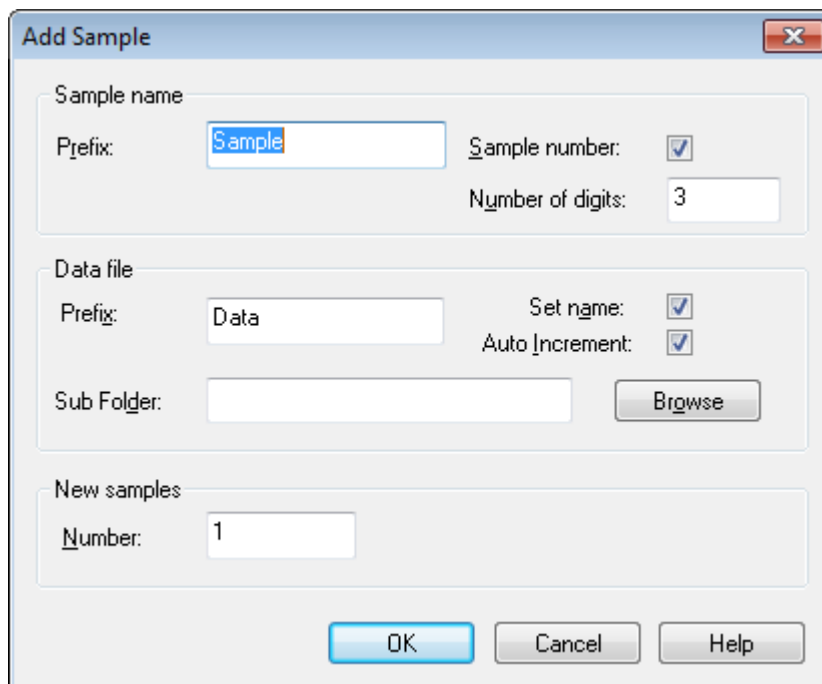 Add Sample
Sample name
Prefix: Sample Sample number:
Number of digits: 3
Data file
Prefix: Data Set name:
Auto Increment:
Sub Folder: Browse
New samples
Number: 1
OK Cancel Help